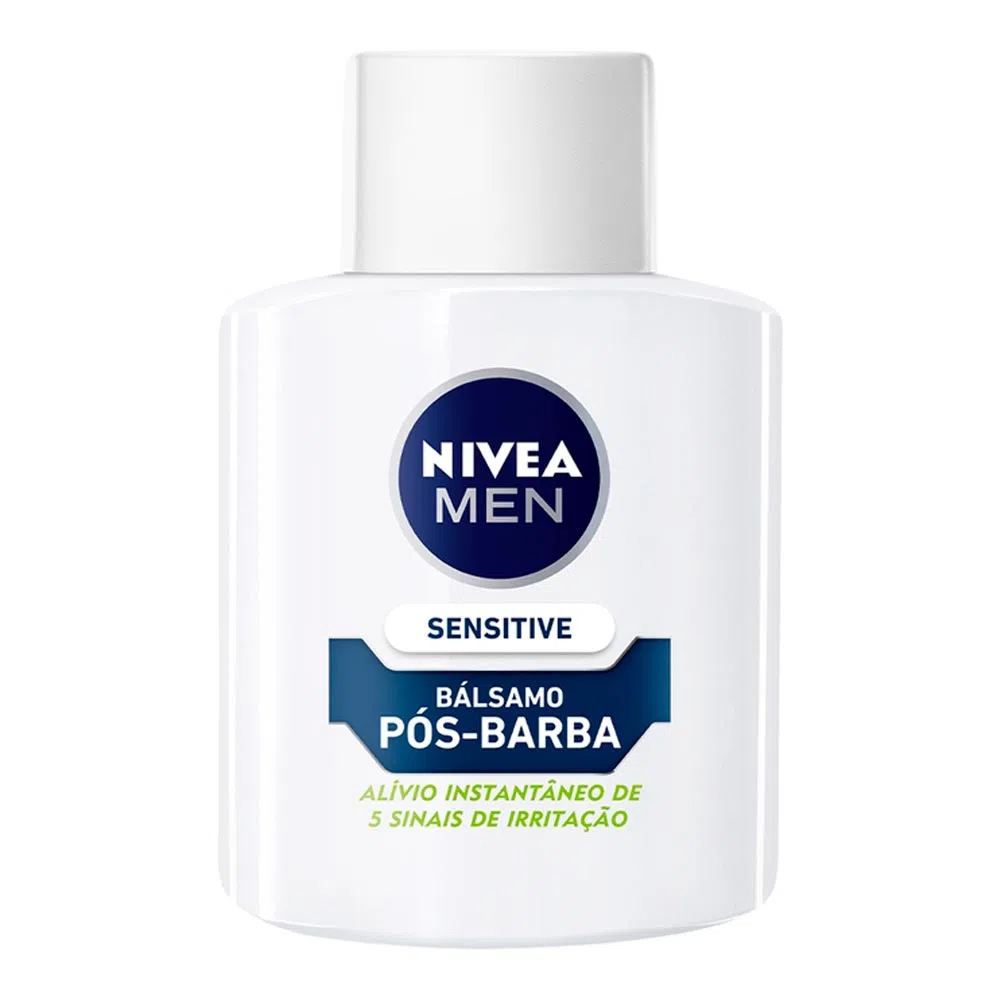 NIVEA
MEN
SENSITIVE
BÁLSAMO
PÓS-BARBA
ALÍVIO INSTANTÂNEO DE
5 SINAIS DE IRRITAÇÃO